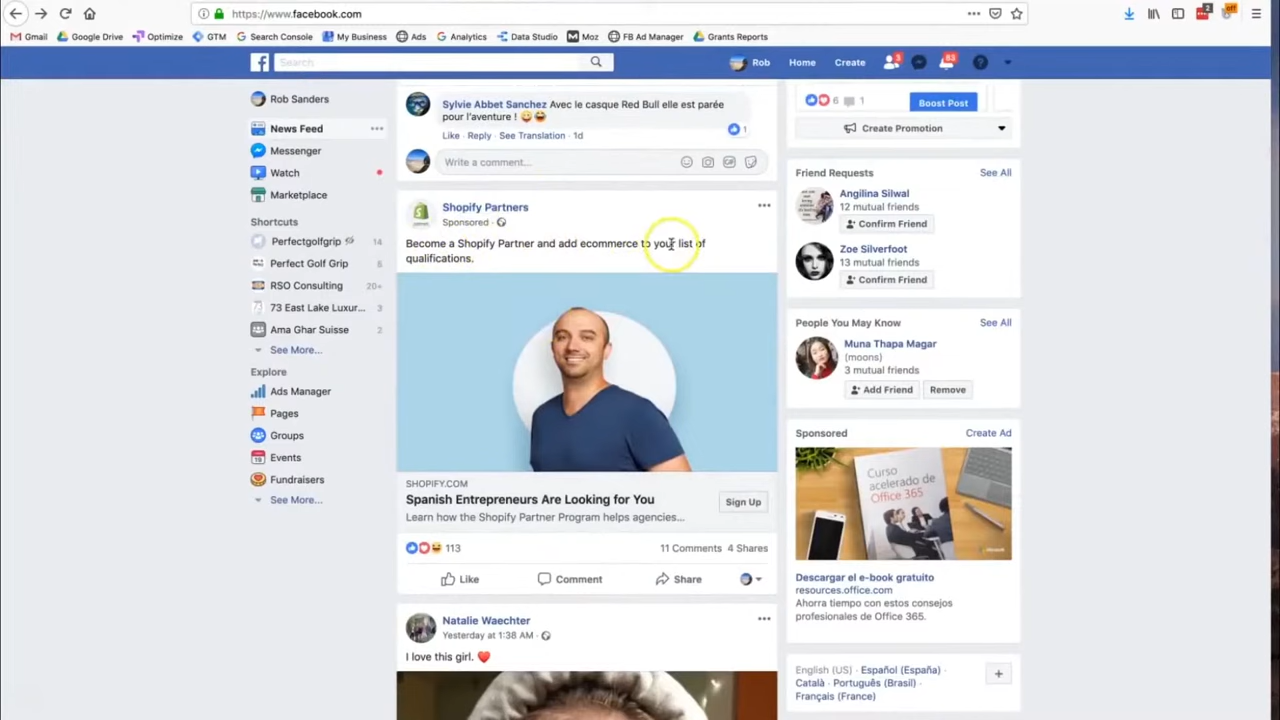 https://www.facebook.com
2
off
Gmail Google Drive Optimize GTM Search Console My Business Ads Analytics Data Studio Moz FB Ad Manager Grants Reports
Search
Rob Home Create 3 83
Rob Sanders
News Feed
Messenger
Watch
Marketplace
Shortcuts
Perfectgolfgrip 14
Perfect Golf Grip
RSO Consulting 20+
73 East Lake Luxur... 3
Ama Ghar Suisse 2
See More...
Explore
Ads Manager
Pages
Groups
Events
Fundraisers
See More...
Sylvie Abbet Sanchez Avec le casque Red Bull elle est parée
pour l'aventure ! 😋😄
Like · Reply · See Translation · 1d
1
Write a comment...
GIF
Shopify Partners
Sponsored ·
Become a Shopify Partner and add ecommerce to your list of
qualifications.
SHOPIFY.COM
Spanish Entrepreneurs Are Looking for You
Learn how the Shopify Partner Program helps agencies...
Sign Up
113
11 Comments 4 Shares
Like Comment Share
Natalie Waechter
Yesterday at 1:38 AM ·
I love this girl. ❤️
6 1
Boost Post
Create Promotion
Friend Requests See All
Angilina Silwal
12 mutual friends
Confirm Friend
Zoe Silverfoot
13 mutual friends
Confirm Friend
People You May Know See All
Muna Thapa Magar
(moons)
3 mutual friends
Add Friend Remove
Sponsored Create Ad
Curso
acelerado de
Office 365
Microsoft
Descargar el e-book gratuito
resources.office.com
Ahorra tiempo con estos consejos
profesionales de Office 365.
English (US) · Español (España) ·
Català · Português (Brasil) ·
Français (France)